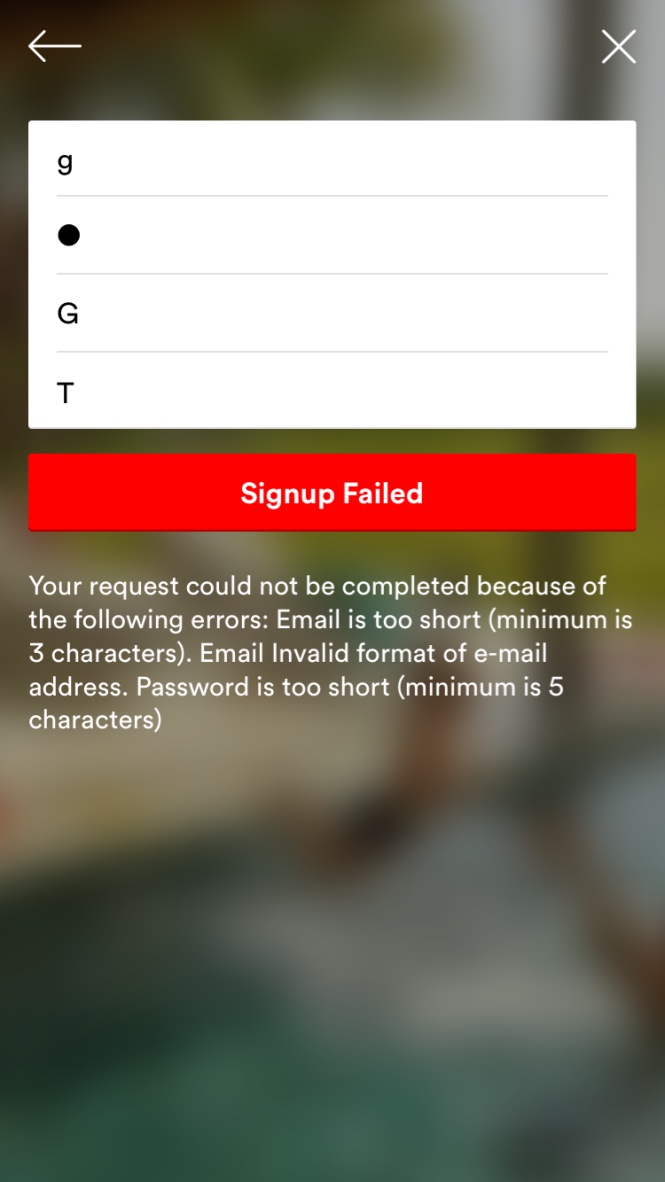 g
●
G
T
Signup Failed
Your request could not be completed because of
the following errors: Email is too short (minimum is
3 characters). Email Invalid format of e-mail
address. Password is too short (minimum is 5
characters)